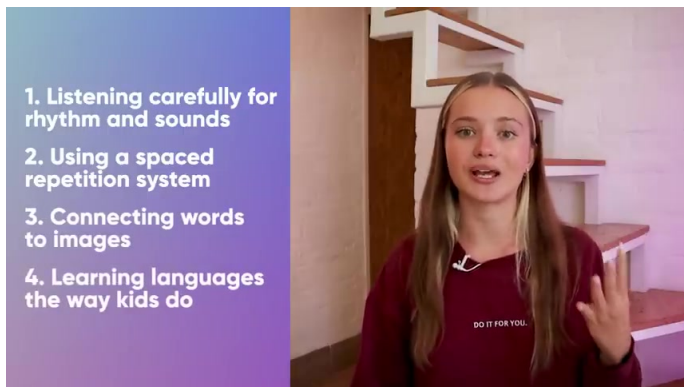 1. Listening carefully for
rhythm and sounds
2. Using a spaced
repetition system
3. Connecting words
to images
4. Learning languages
the way kids do
DO IT FOR YOU.